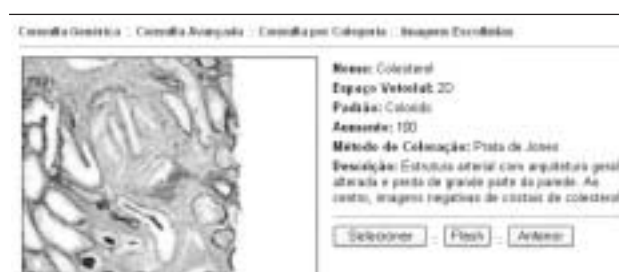 Consulta Genérica :: Consulta Avançada :: Consulta por Categoria :: Imagens Escolhidas
Nome: Colesterol
Espaço Vetorial: 2D
Padrão: Colorido
Aumento: 100
Método de Coloração: Prata de Jones
Descrição: Estrutura arterial com arquitetura geral
alterada e perda de grande parte da parede. Ao
centro, imagens negativas de cristais de colesterol
Selecionar :: Flash :: Anterior